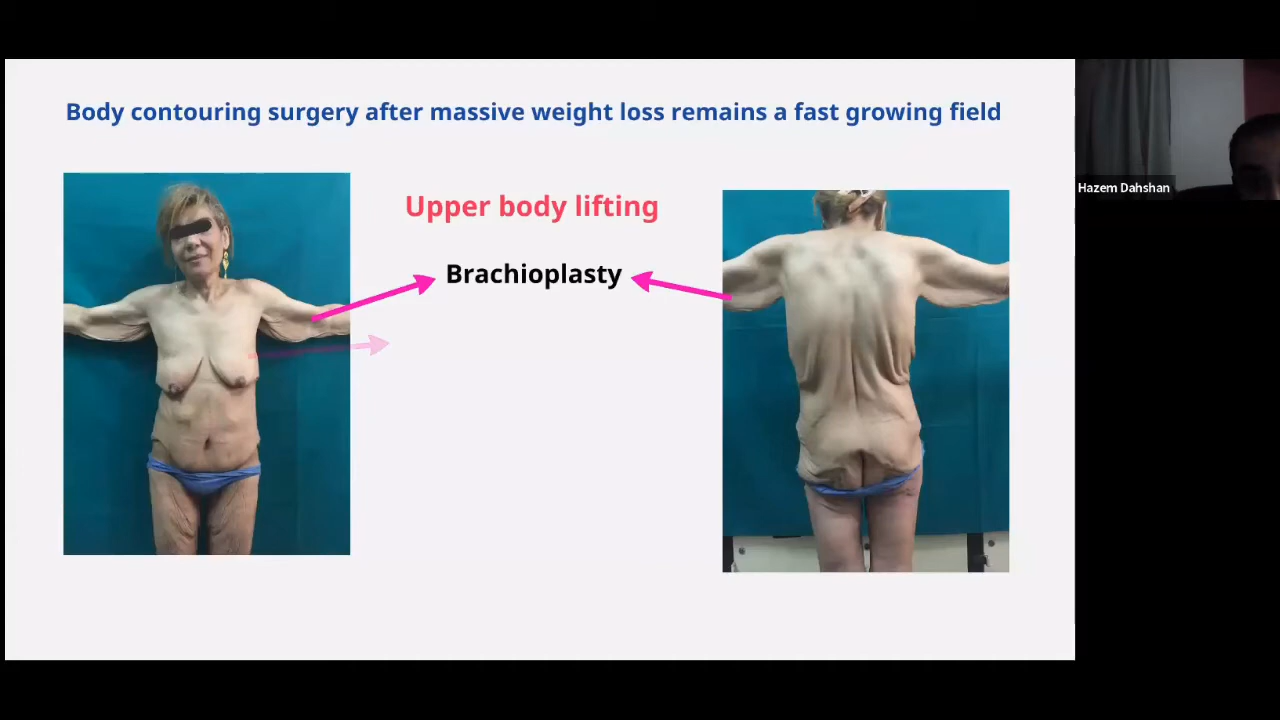 Body contouring surgery after massive weight loss remains a fast growing field
Upper body lifting
Brachioplasty
Hazem Dahshan